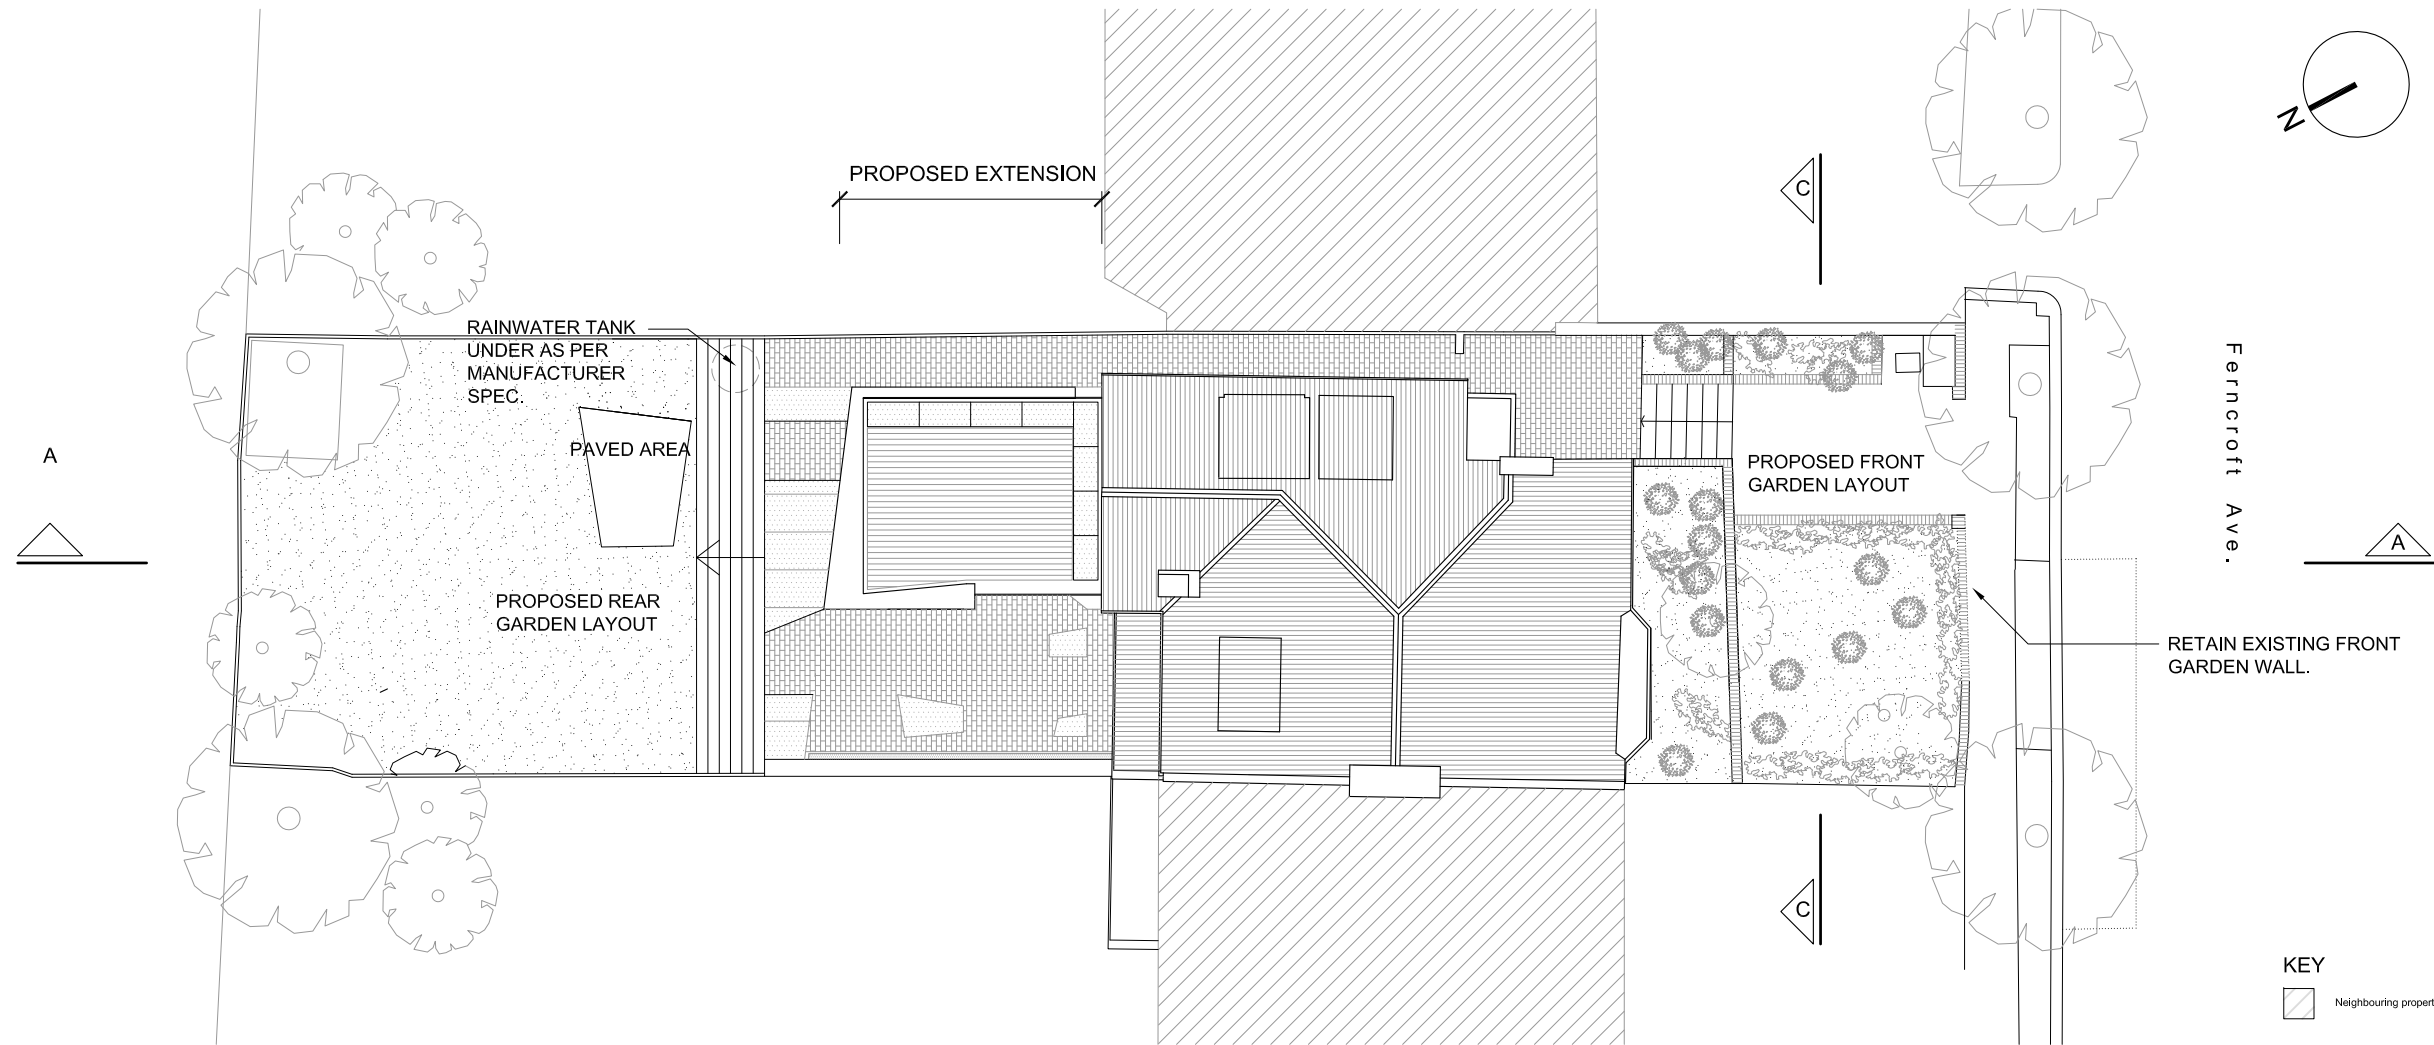 PROPOSED EXTENSION
C
N
RAINWATER TANK
UNDER AS PER
MANUFACTURER
SPEC.
PAVED AREA
A
PROPOSED FRONT
GARDEN LAYOUT
Ferncroft Ave.
A
PROPOSED REAR
GARDEN LAYOUT
RETAIN EXISTING FRONT
GARDEN WALL.
C
KEY
Neighbouring propert